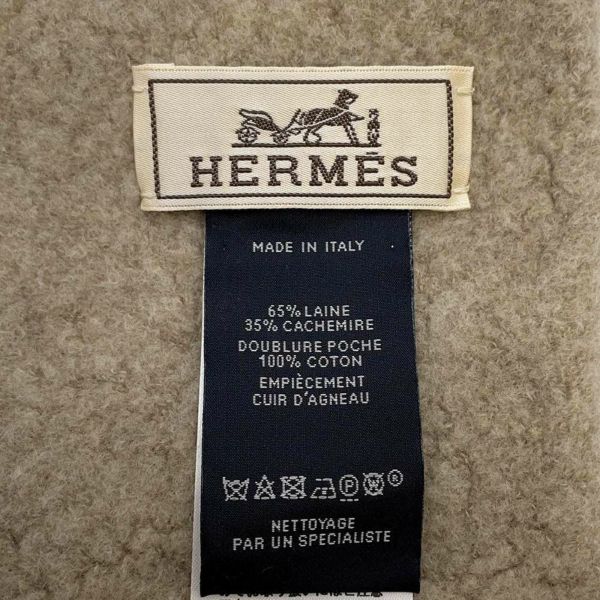 HERMÈS
MADE IN ITALY
65% LAINE
35% CACHEMIRE
DOUBLURE POCHE
100% COTON
EMPIÈCEMENT
CUIR D'AGNEAU
P W®
NETTOYAGE
PAR UN SPECIALISTE